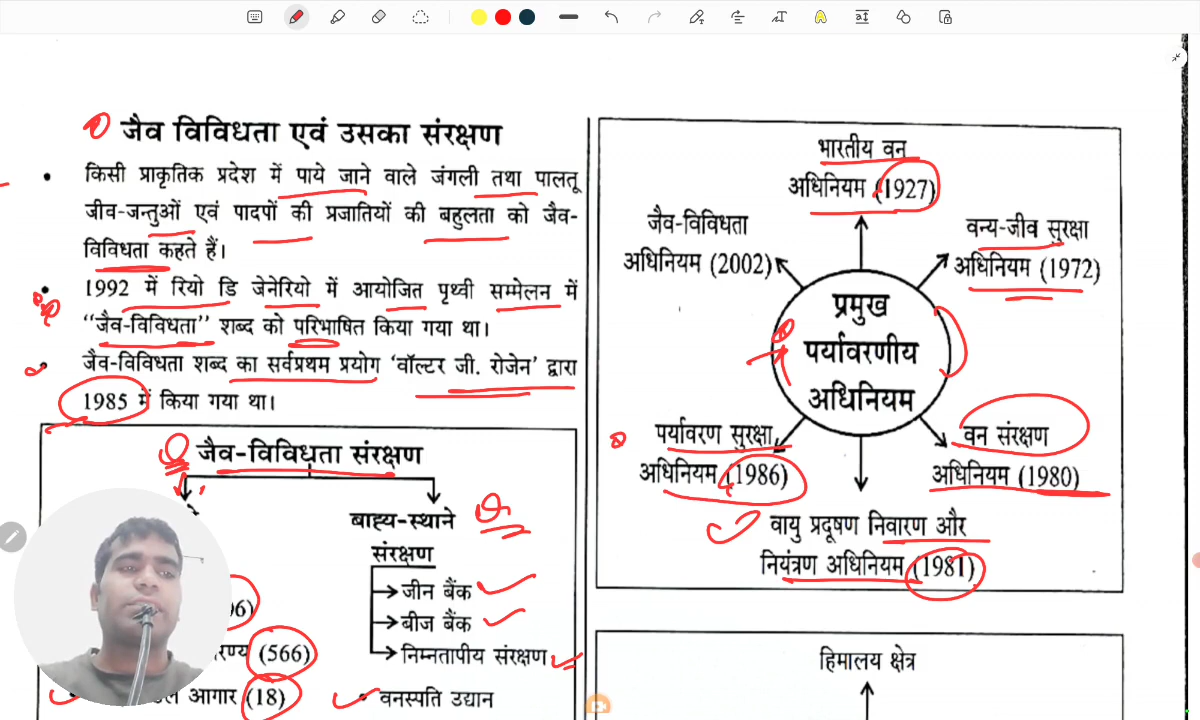 जैव विविधता एवं उसका संरक्षण
• किसी प्राकृतिक प्रदेश में पाये जाने वाले जंगली तथा पालतू
जीव-जन्तुओं एवं पादपों की प्रजातियों की बहुलता को जैव-
विविधता कहते हैं।
• 1992 में रियो डि जेनेरियो में आयोजित पृथ्वी सम्मेलन में
“जैव-विविधता” शब्द को परिभाषित किया गया था।
• जैव-विविधता शब्द का सर्वप्रथम प्रयोग ‘वॉल्टर जी. रोजेन’ द्वारा
1985 में किया गया था।
जैव-विविधता संरक्षण
बाह्य-स्थाने
संरक्षण
जीन बैंक
बीज बैंक
निम्नतापीय संरक्षण
(566)
आगार (18)
• वनस्पति उद्यान
भारतीय वन
अधिनियम (1927)
जैव-विविधता
अधिनियम (2002)
वन्य-जीव सुरक्षा
अधिनियम (1972)
प्रमुख
पर्यावरणीय
अधिनियम
पर्यावरण सुरक्षा
अधिनियम (1986)
वन संरक्षण
अधिनियम (1980)
वायु प्रदूषण निवारण और
नियंत्रण अधिनियम (1981)
हिमालय क्षेत्र